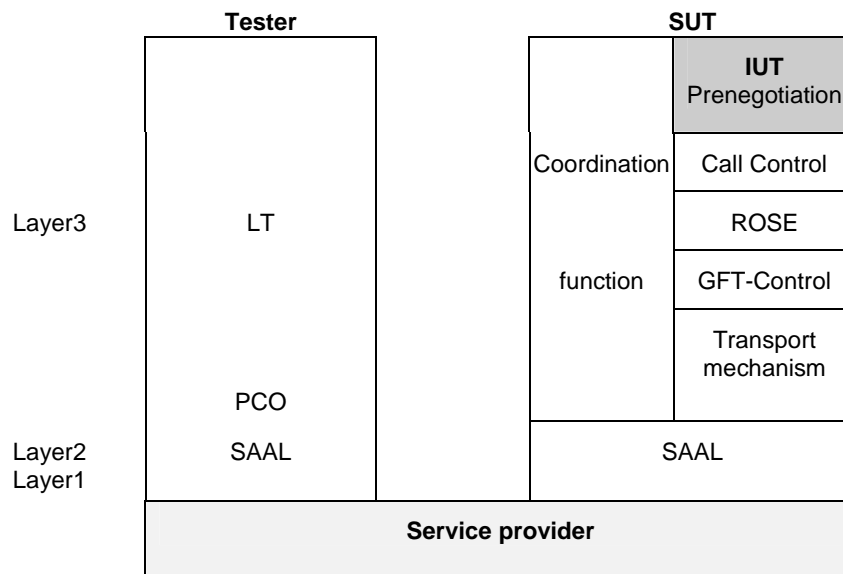 Tester SUT
IUT
Prenegotiation
Coordination Call Control
Layer3 LT ROSE
function GFT-Control
Transport
mechanism
PCO
Layer2 SAAL SAAL
Layer1
Service provider